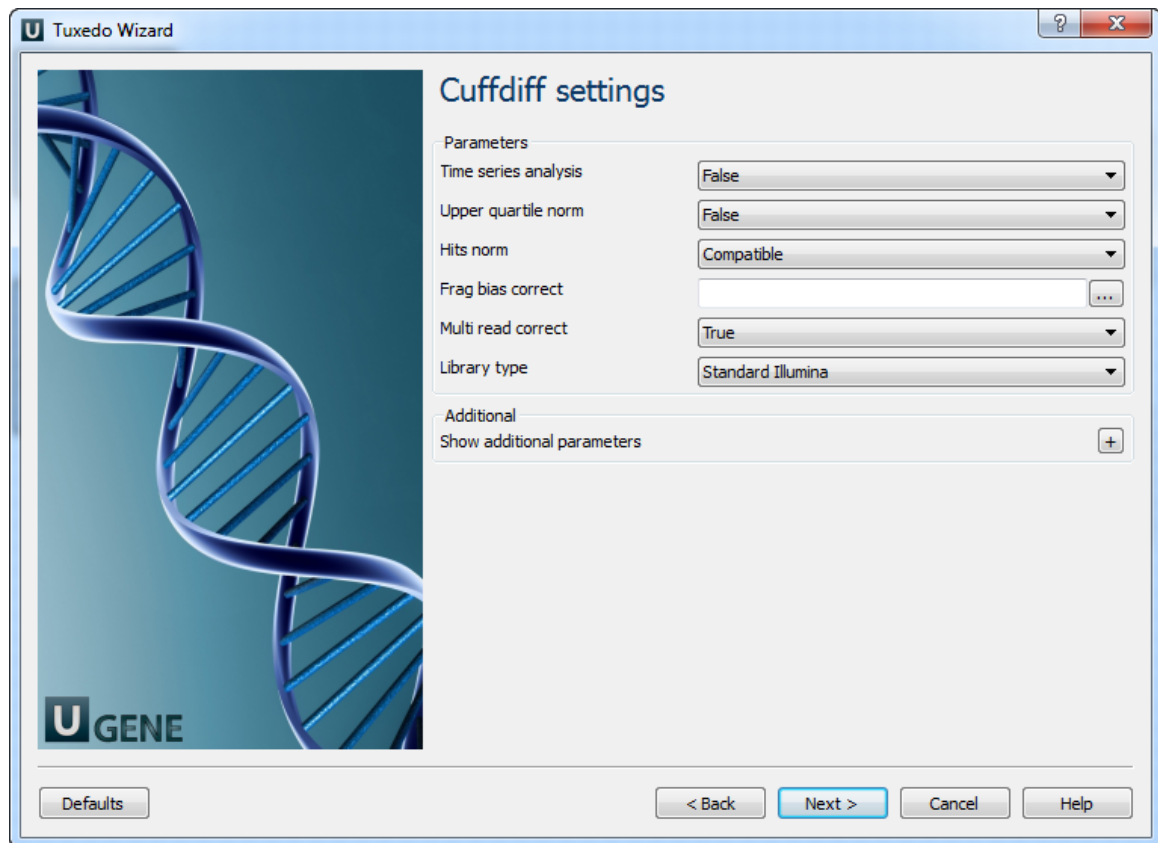 U Tuxedo Wizard
Cuffdiff settings
Parameters
Time series analysis False
Upper quartile norm False
Hits norm Compatible
Frag bias correct ...
Multi read correct True
Library type Standard Illumina
Additional
Show additional parameters +
U GENE
Defaults < Back Next > Cancel Help